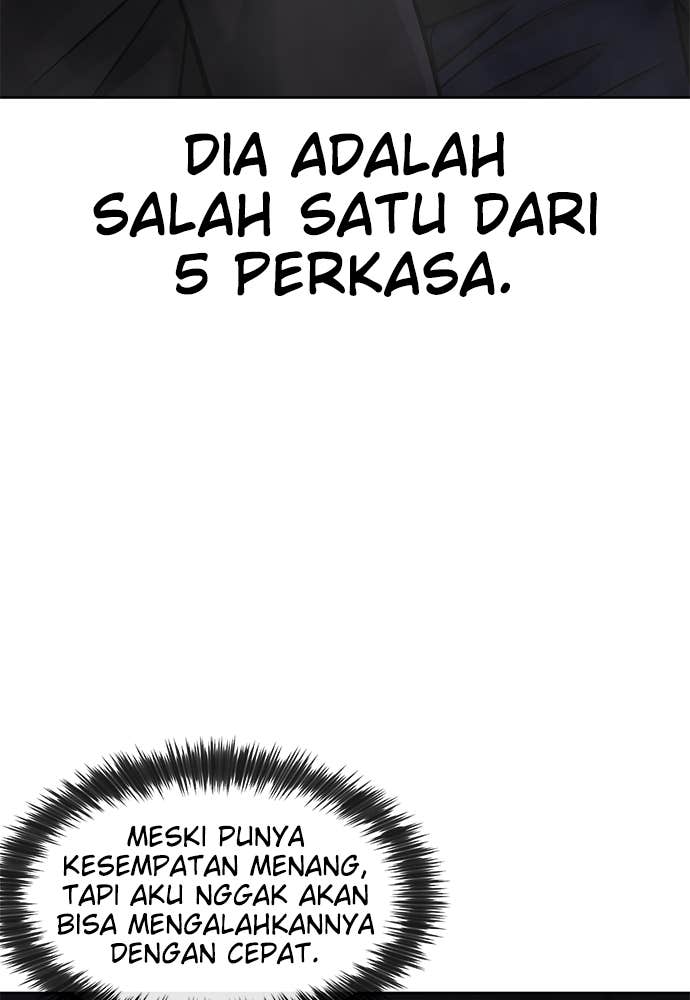 DIA ADALAH
SALAH SATU DARI
5 PERKASA.
MESKI PUNYA
KESEMPATAN MENANG,
TAPI AKU NGGAK AKAN
BISA MENGALAHKANNYA
DENGAN CEPAT.